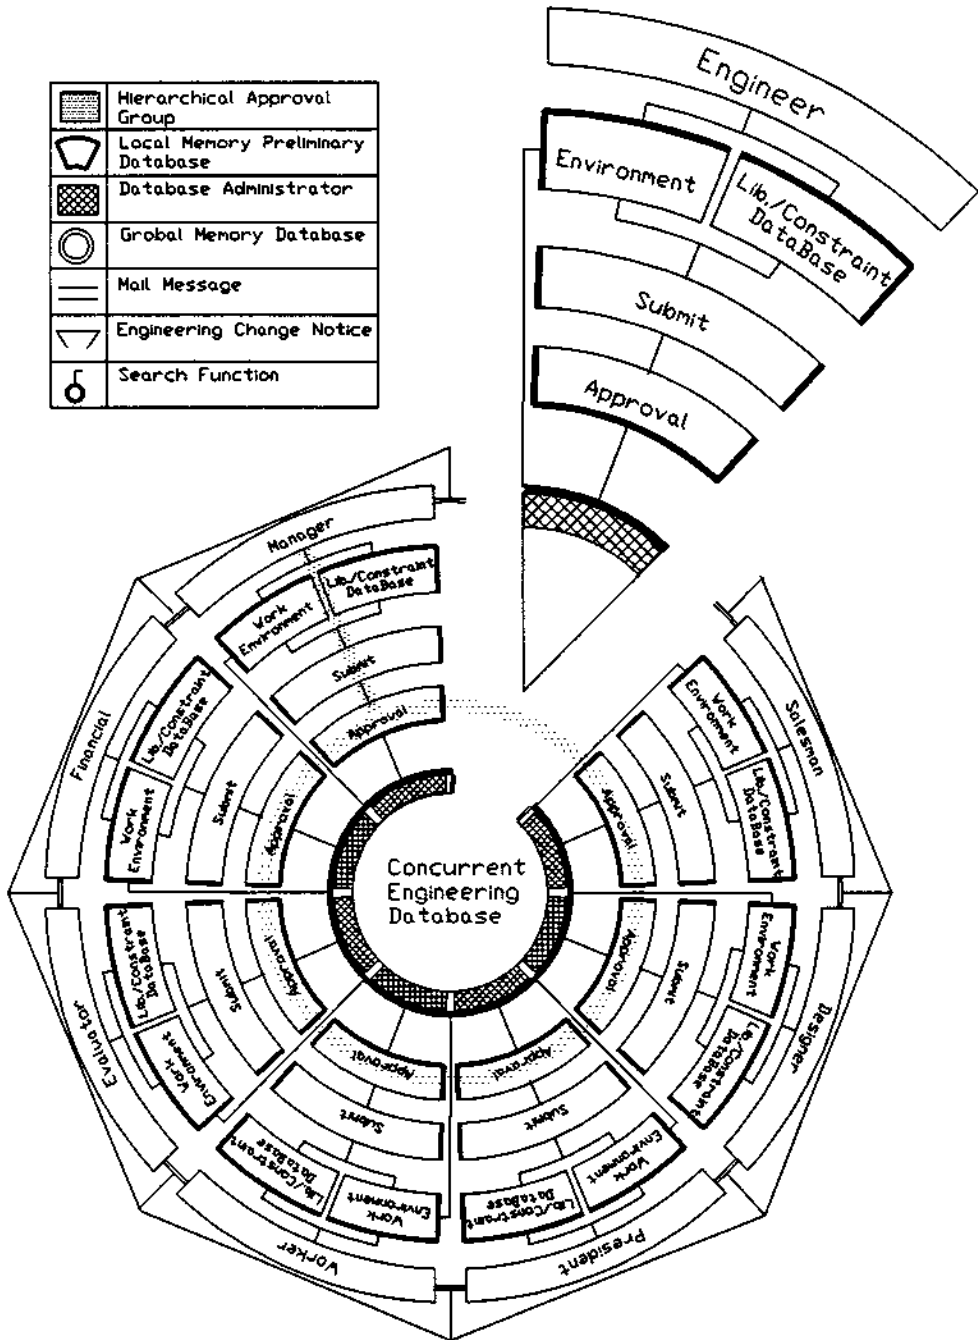 Hierarchical Approval
Group
Local Memory Preliminary
Database
Database Administrator
Grobal Memory Database
Mail Message
Engineering Change Notice
Search Function
Engineer
Environment
Lib./Constraint
DataBase
Submit
Approval
Manager
Work
Environment
Lib./Constraint
DataBase
Submit
Approval
Financial
Lib./Constraint
DataBase
Work
Environment
Submit
Approval
Salesman
Work
Environment
Lib./Constraint
DataBase
Submit
Approval
Concurrent
Engineering
Database
Evaluator
Lib./Constraint
DataBase
Work
Environment
Submit
Approval
Designer
Work
Environment
Lib./Constraint
DataBase
Submit
Approval
Worker
Lib./Constraint
DataBase
Work
Environment
Submit
Approval
President
Work
Environment
Lib./Constraint
DataBase
Submit
Approval